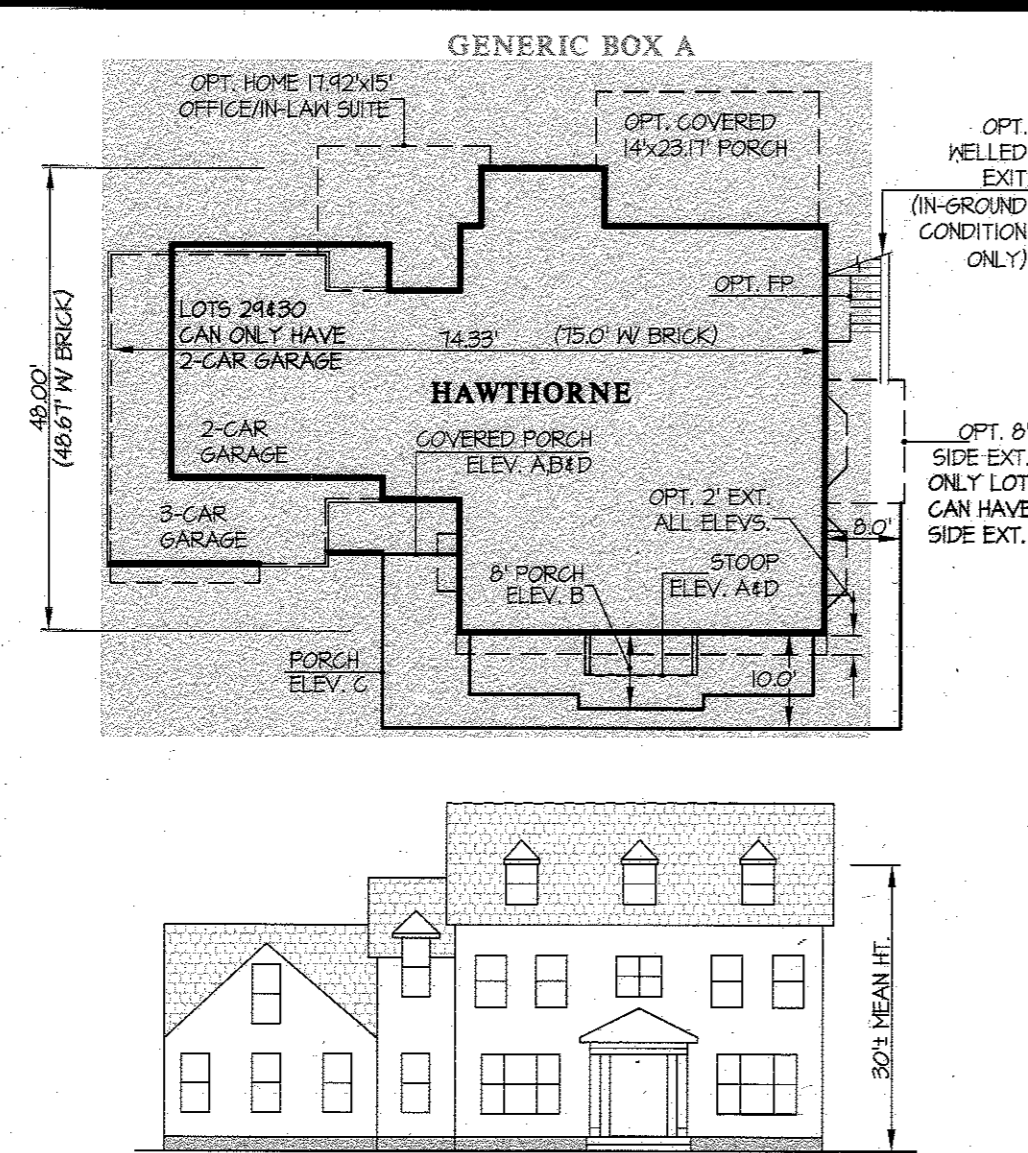 GENERIC BOX A
OPT. HOME 17.92'x15'
OFFICE/IN-LAW SUITE
OPT. COVERED
14'x23.17' PORCH
OPT.
WELLED
EXIT
(IN-GROUND
CONDITION
ONLY)
OPT. FP
LOTS 29&30
CAN ONLY HAVE
2-CAR GARAGE
74.33' (75.0' W/ BRICK)
48.00'
(48.67' W/ BRICK)
HAWTHORNE
2-CAR
GARAGE
COVERED PORCH
ELEV. A,B&D
OPT. 8'
SIDE EXT.
ONLY LOT
CAN HAVE
SIDE EXT.
OPT. 2' EXT.
ALL ELEVS.
8.0'
3-CAR
GARAGE
8' PORCH
ELEV. B
STOOP
ELEV. A&D
PORCH
ELEV. C
10.0'
30'± MEAN HT.